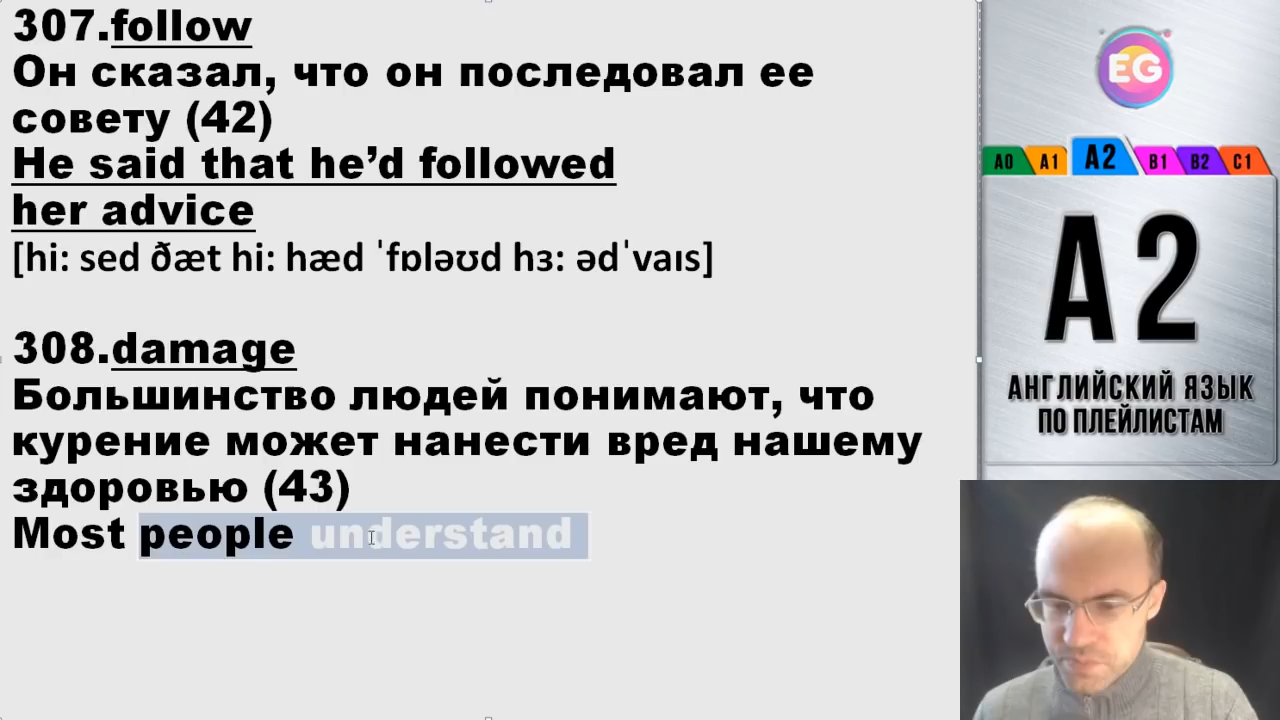 307.follow
Он сказал, что он последовал ее
совету (42)
He said that he’d followed
her advice
[hi: sed ðæt hi: hæd ˈfɒləʊd hɜ: ədˈvaɪs]
308.damage
Большинство людей понимают, что
курение может нанести вред нашему
здоровью (43)
Most people understand
EG
A0 A1 A2 B1 B2 C1
A2
АНГЛИЙСКИЙ ЯЗЫК
ПО ПЛЕЙЛИСТАМ